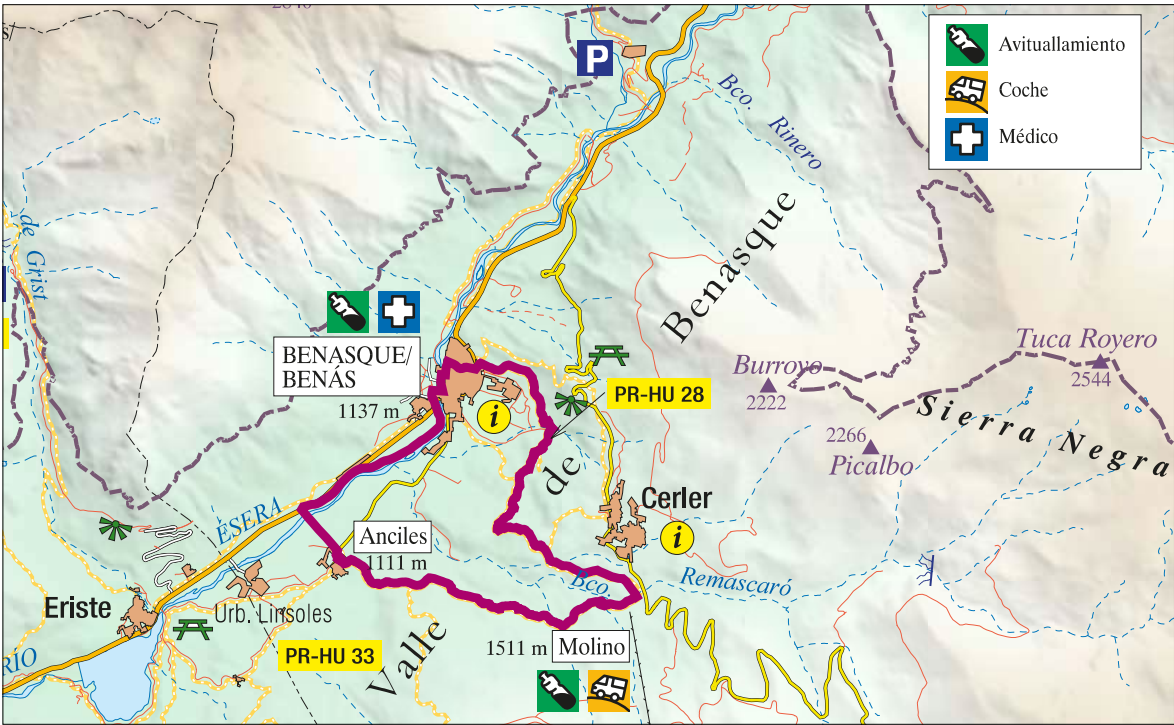 Avituallamiento
Coche
Médico
P
Bco. Rinero
de Grist
Benasque
BENASQUE/
BENÁS
1137 m
i
PR-HU 28
Burroyo
2222
Tuca Royero
2544
Sierra Negra
2266
Picalbo
de
Cerler
i
ÉSERA
Anciles
1111 m
Bco. Remascaró
Eriste
Urb. Linsoles
RIO
PR-HU 33
Valle
1511 m
Molino